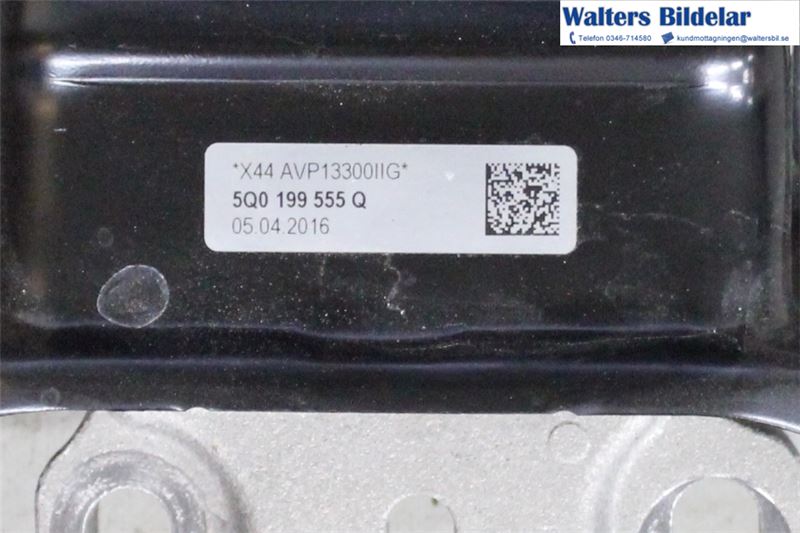 Walters Bildelar
Telefon 0346-714580 kundmottagningen@waltersbil.se
*X44 AVP13300IIG*
5Q0 199 555 Q
05.04.2016